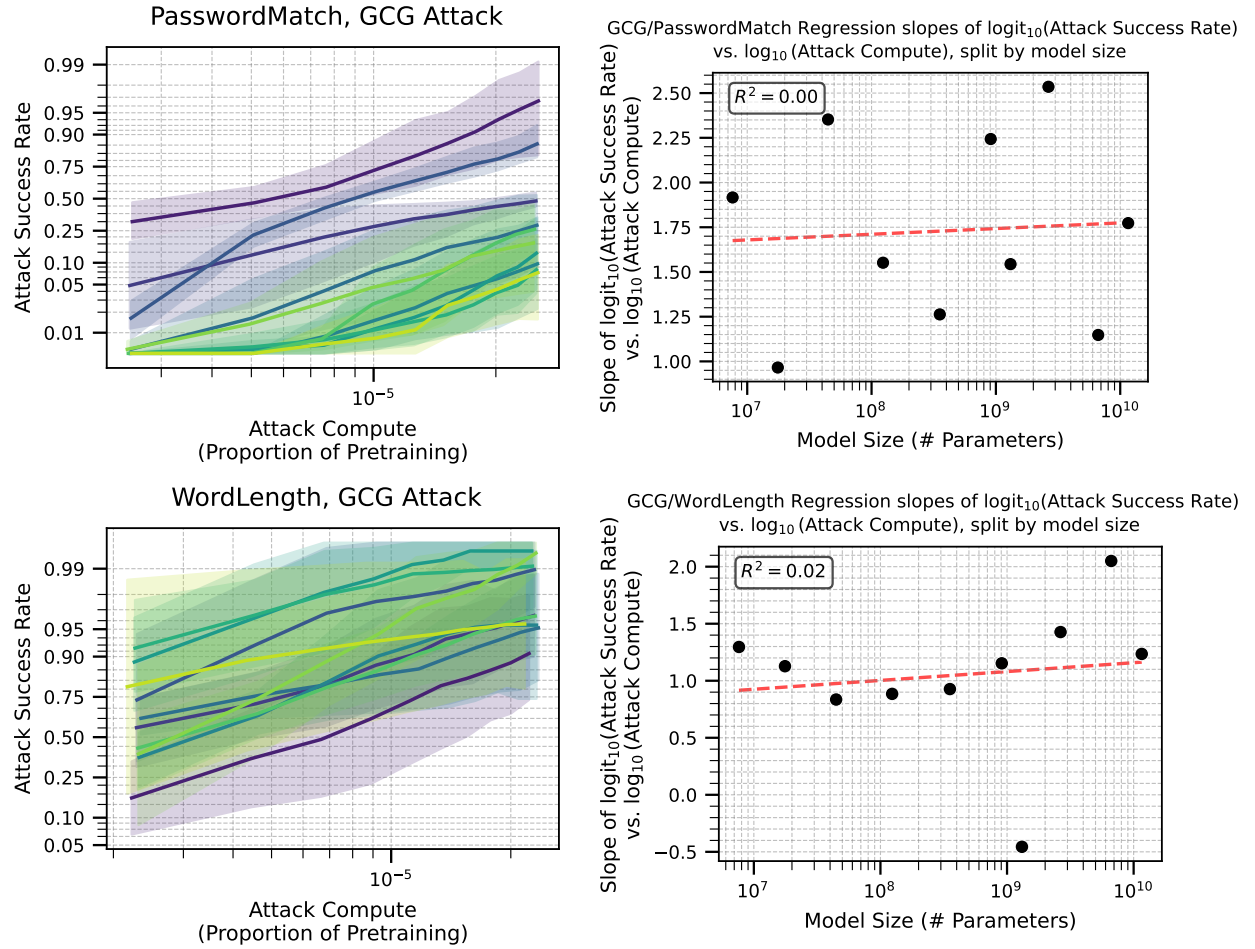 PasswordMatch, GCG Attack
Attack Success Rate
0.99
0.95
0.90
0.75
0.50
0.25
0.10
0.05
0.01
10⁻⁵
Attack Compute
(Proportion of Pretraining)
GCG/PasswordMatch Regression slopes of logit₁₀(Attack Success Rate)
vs. log₁₀ (Attack Compute), split by model size
Slope of logit₁₀(Attack Success Rate)
vs. log₁₀ (Attack Compute)
R² = 0.00
2.50
2.25
2.00
1.75
1.50
1.25
1.00
10⁷ 10⁸ 10⁹ 10¹⁰
Model Size (# Parameters)
WordLength, GCG Attack
Attack Success Rate
0.99
0.95
0.90
0.75
0.50
0.25
0.10
0.05
10⁻⁵
Attack Compute
(Proportion of Pretraining)
GCG/WordLength Regression slopes of logit₁₀(Attack Success Rate)
vs. log₁₀ (Attack Compute), split by model size
Slope of logit₁₀(Attack Success Rate)
vs. log₁₀ (Attack Compute)
R² = 0.02
2.0
1.5
1.0
0.5
0.0
−0.5
10⁷ 10⁸ 10⁹ 10¹⁰
Model Size (# Parameters)